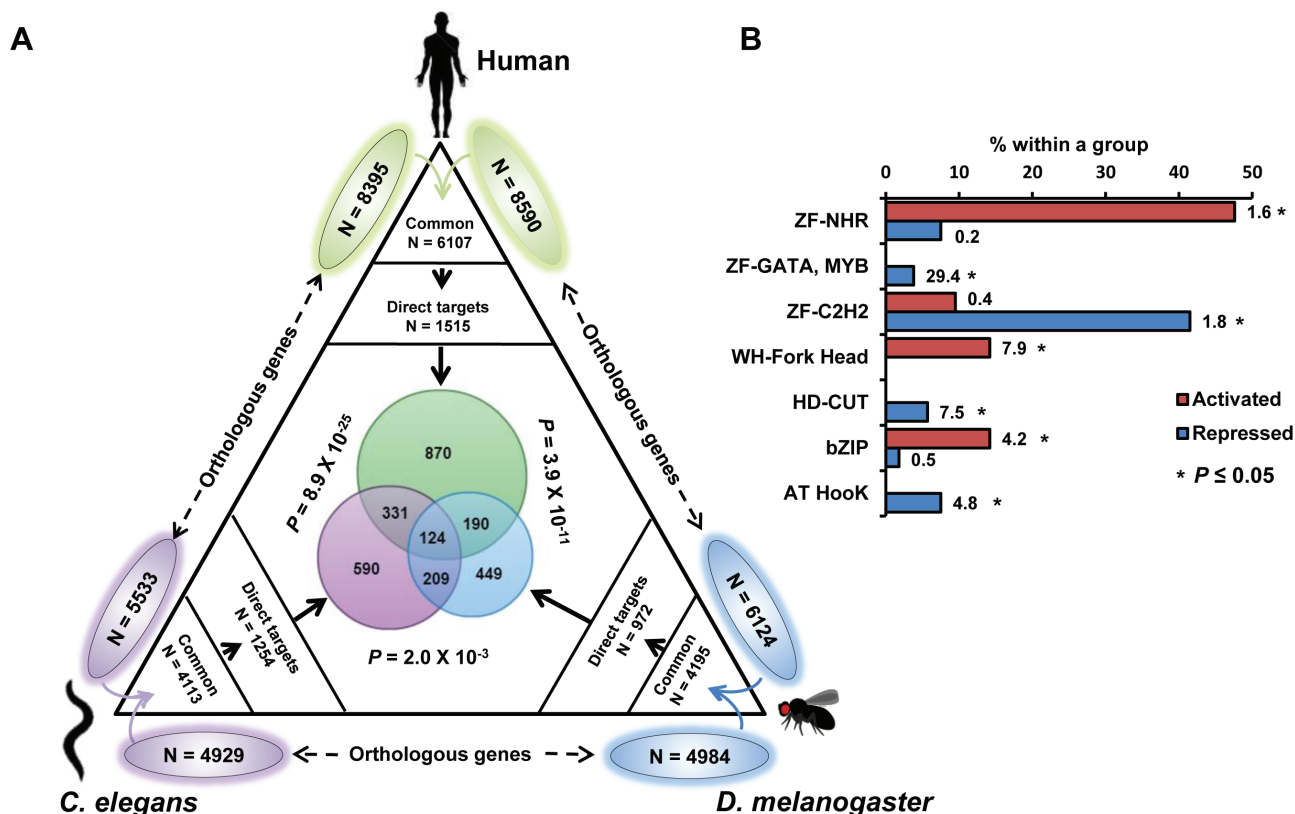 A
Human
N = 8395
N = 8590
Common
N = 6107
Direct targets
N = 1515
Orthologous genes
Orthologous genes
P = 8.9 X 10-25
P = 3.9 X 10-11
870
331
190
124
590
209
449
P = 2.0 X 10-3
N = 5533
Common
N = 4113
Direct targets
N = 1254
Direct targets
N = 972
Common
N = 4195
N = 6124
N = 4929
Orthologous genes
N = 4984
C. elegans
D. melanogaster
B
% within a group
0 10 20 30 40 50
ZF-NHR
1.6 *
0.2
ZF-GATA, MYB
29.4 *
ZF-C2H2
0.4
1.8 *
WH-Fork Head
7.9 *
HD-CUT
7.5 *
bZIP
4.2 *
0.5
AT HooK
4.8 *
Activated
Repressed
* P ≤ 0.05